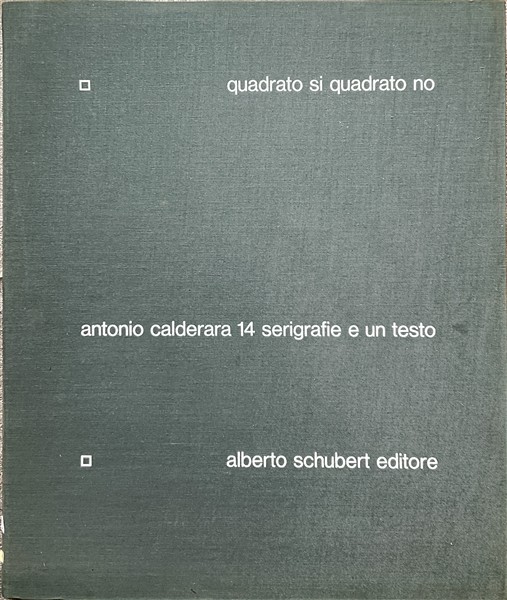 quadrato si quadrato no
antonio calderara 14 serigrafie e un testo
alberto schubert editore